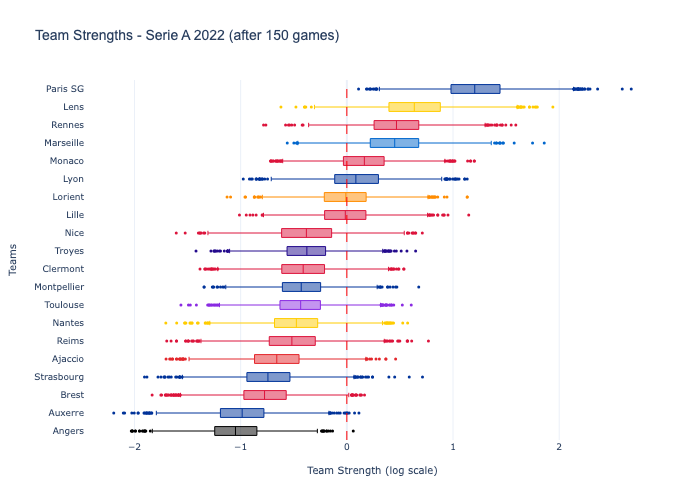 Team Strengths - Serie A 2022 (after 150 games)
Paris SG
Lens
Rennes
Marseille
Monaco
Lyon
Lorient
Lille
Nice
Troyes
Clermont
Montpellier
Toulouse
Nantes
Reims
Ajaccio
Strasbourg
Brest
Auxerre
Angers
Teams
−2 −1 0 1 2
Team Strength (log scale)